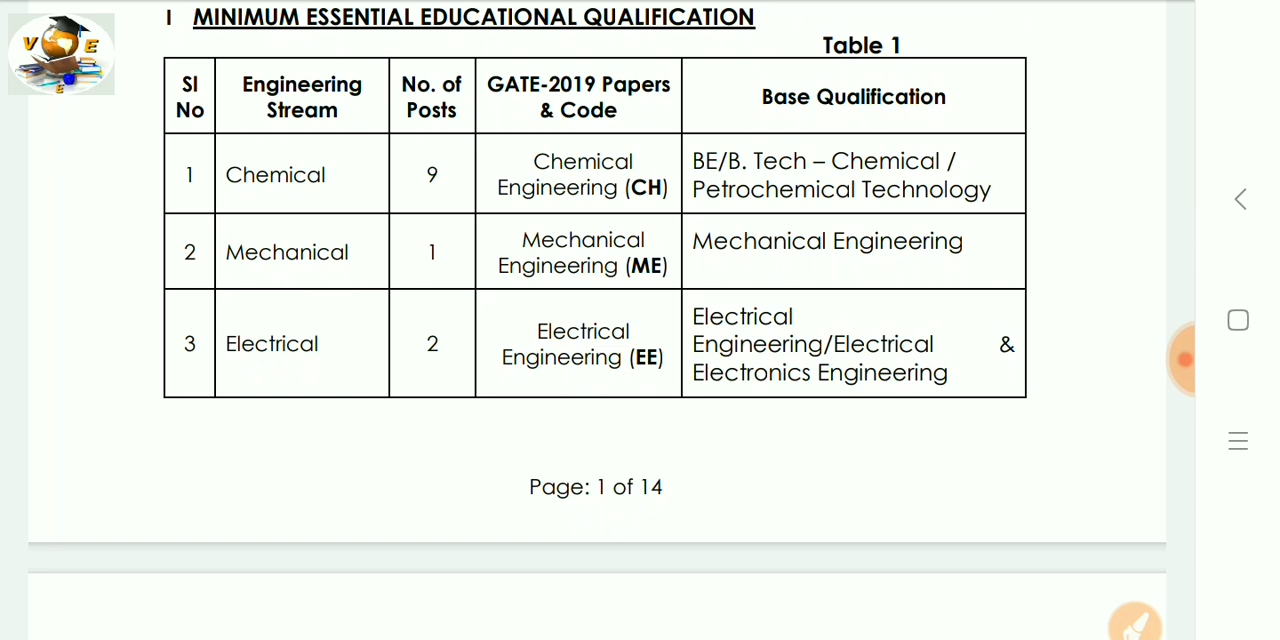 I MINIMUM ESSENTIAL EDUCATIONAL QUALIFICATION
V E E
Table 1
Sl No Engineering Stream No. of Posts GATE-2019 Papers & Code Base Qualification
1 Chemical 9 Chemical Engineering (CH) BE/B. Tech – Chemical / Petrochemical Technology
2 Mechanical 1 Mechanical Engineering (ME) Mechanical Engineering
3 Electrical 2 Electrical Engineering (EE) Electrical Engineering/Electrical & Electronics Engineering
Page: 1 of 14